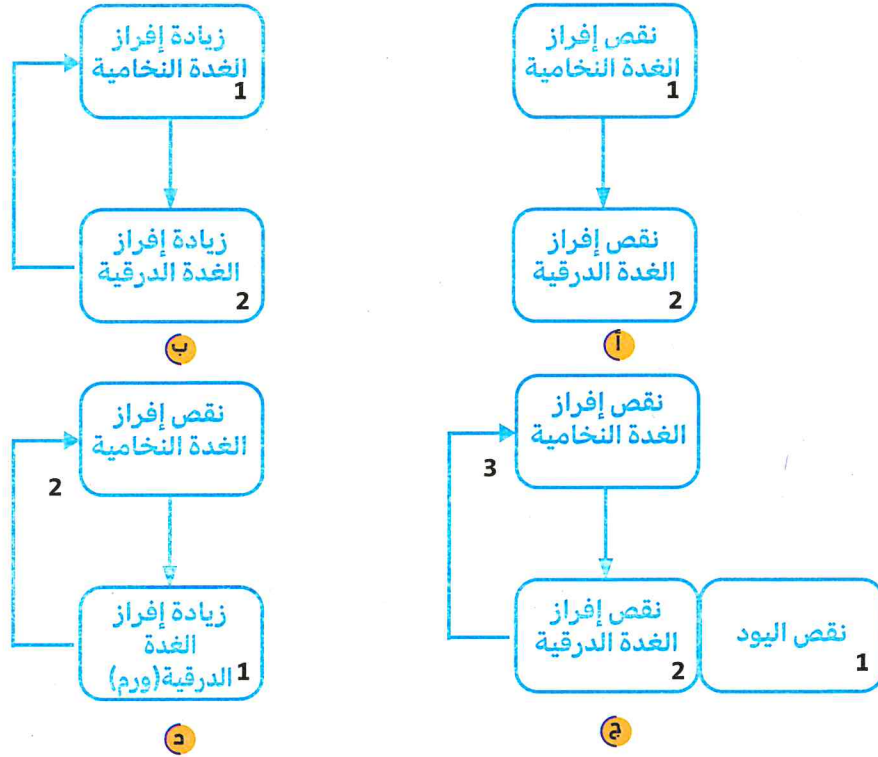 نقص إفراز
الغدة النخامية
1
نقص إفراز
الغدة الدرقية
2
أ
زيادة إفراز
الغدة النخامية
1
زيادة إفراز
الغدة الدرقية
2
ب
نقص إفراز
الغدة النخامية
3
نقص اليود
1
نقص إفراز
الغدة الدرقية
2
ج
نقص إفراز
الغدة النخامية
2
زيادة إفراز
الغدة
الدرقية(ورم) 1
د